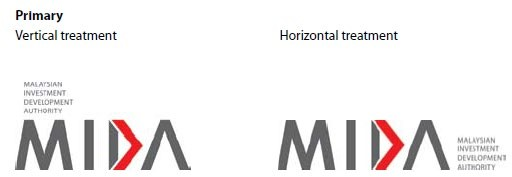 Primary
Vertical treatment
Horizontal treatment
MALAYSIAN
INVESTMENT
DEVELOPMENT
AUTHORITY
MIDA
MIDA
MALAYSIAN
INVESTMENT
DEVELOPMENT
AUTHORITY